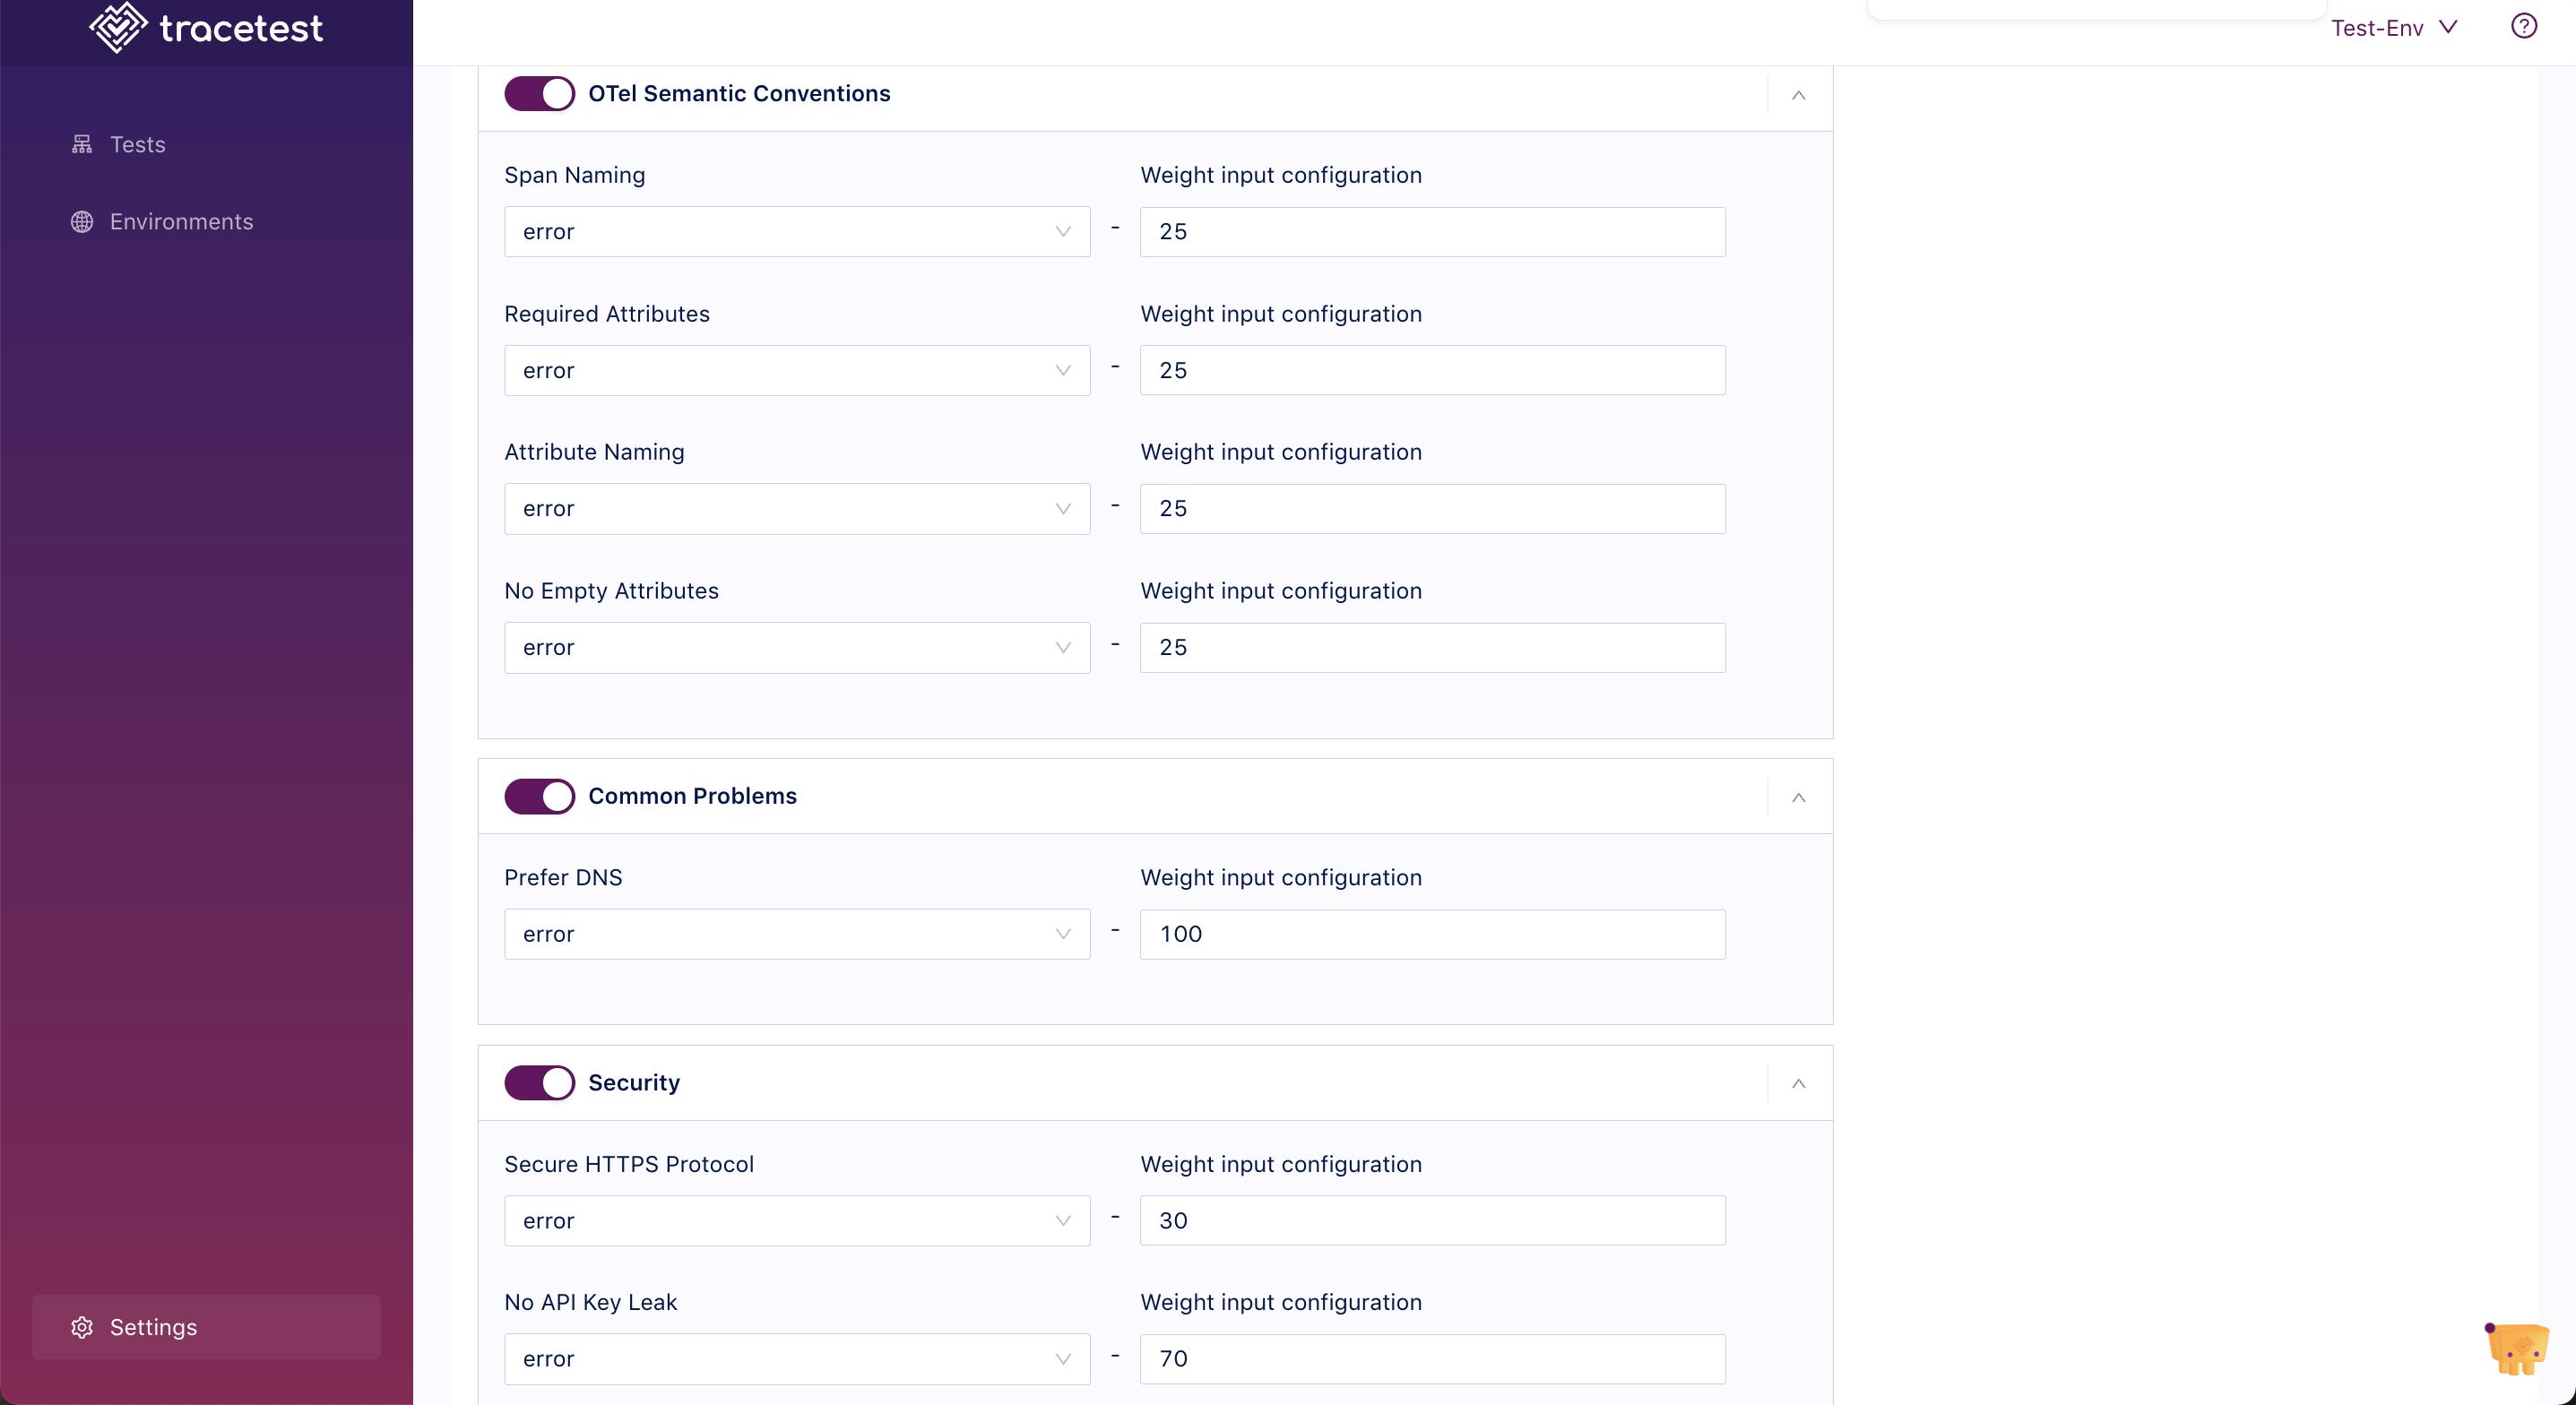 tracetest
Test-Env
Tests
Environments
Settings
OTel Semantic Conventions
Span Naming Weight input configuration
error - 25
Required Attributes Weight input configuration
error - 25
Attribute Naming Weight input configuration
error - 25
No Empty Attributes Weight input configuration
error - 25
Common Problems
Prefer DNS Weight input configuration
error - 100
Security
Secure HTTPS Protocol Weight input configuration
error - 30
No API Key Leak Weight input configuration
error - 70